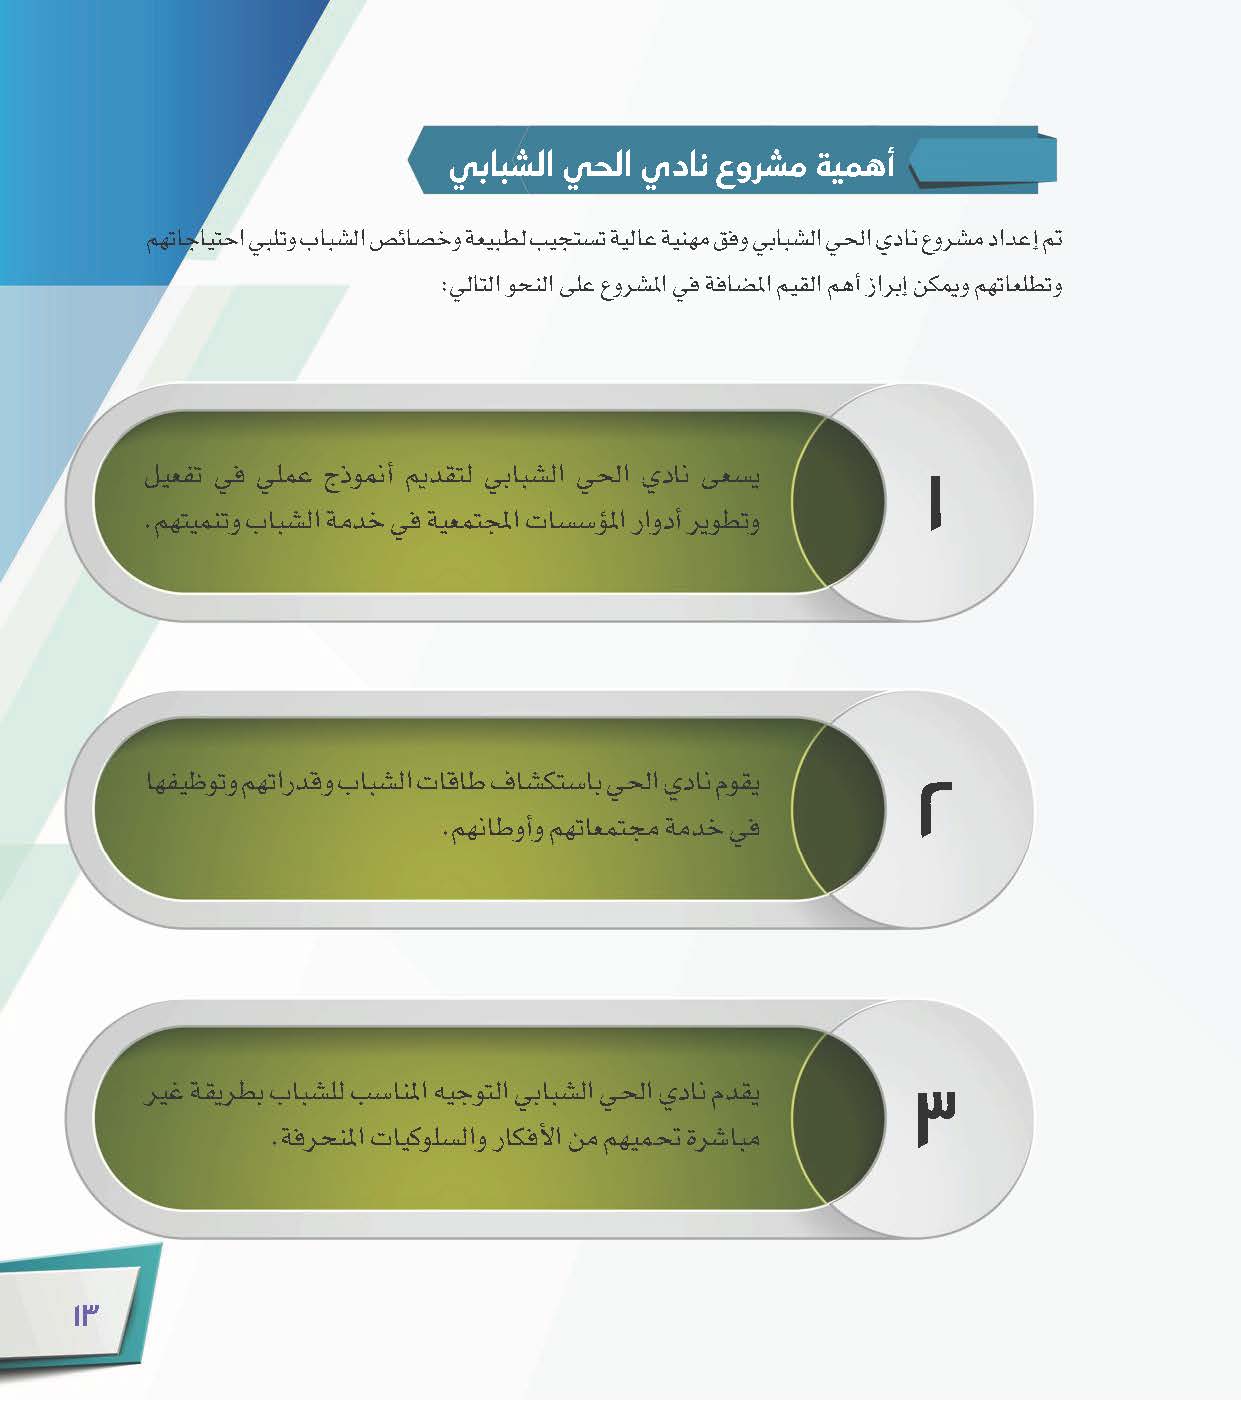 أهمية مشروع نادي الحي الشبابي
تم إعداد مشروع نادي الحي الشبابي وفق مهنية عالية تستجيب لطبيعة وخصائص الشباب وتلبي احتياجاتهم
وتطلعاتهم ويمكن إبراز أهم القيم المضافة في المشروع على النحو التالي:
١
يسعى نادي الحي الشبابي لتقديم أنموذج عملي في تفعيل
وتطوير أدوار المؤسسات المجتمعية في خدمة الشباب وتنميتهم.
٢
يقوم نادي الحي باستكشاف طاقات الشباب وقدراتهم وتوظيفها
في خدمة مجتمعاتهم وأوطانهم.
٣
يقدم نادي الحي الشبابي التوجيه المناسب للشباب بطريقة غير
مباشرة تحميهم من الأفكار والسلوكيات المنحرفة.
١٣